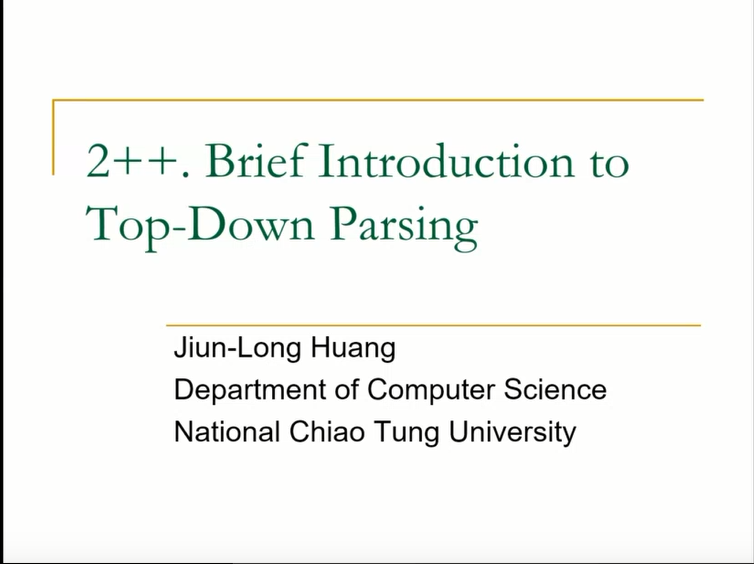 2++. Brief Introduction to
Top-Down Parsing
Jiun-Long Huang
Department of Computer Science
National Chiao Tung University